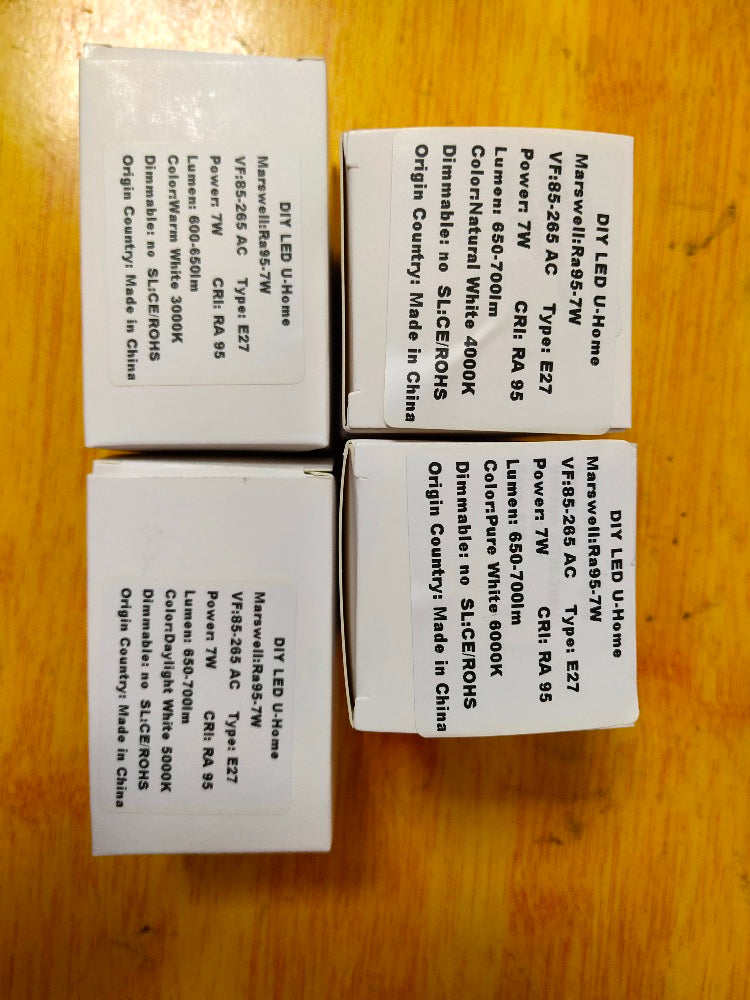 DIY LED U-Home
Marswell:Ra95-7W
VF:85-265 AC Type: E27
Power: 7W CRI: RA 95
Lumen: 600-650lm
Color:Warm White 3000K
Dimmable: no SL:CE/ROHS
Origin Country: Made in China
DIY LED U-Home
Marswell:Ra95-7W
VF:85-265 AC Type: E27
Power: 7W CRI: RA 95
Lumen: 650-700lm
Color:Natural White 4000K
Dimmable: no SL:CE/ROHS
Origin Country: Made in China
DIY LED U-Home
Marswell:Ra95-7W
VF:85-265 AC Type: E27
Power: 7W CRI: RA 95
Lumen: 650-700lm
Color:Daylight White 5000K
Dimmable: no SL:CE/ROHS
Origin Country: Made in China
DIY LED U-Home
Marswell:Ra95-7W
VF:85-265 AC Type: E27
Power: 7W CRI: RA 95
Lumen: 650-700lm
Color:Pure White 6000K
Dimmable: no SL:CE/ROHS
Origin Country: Made in China